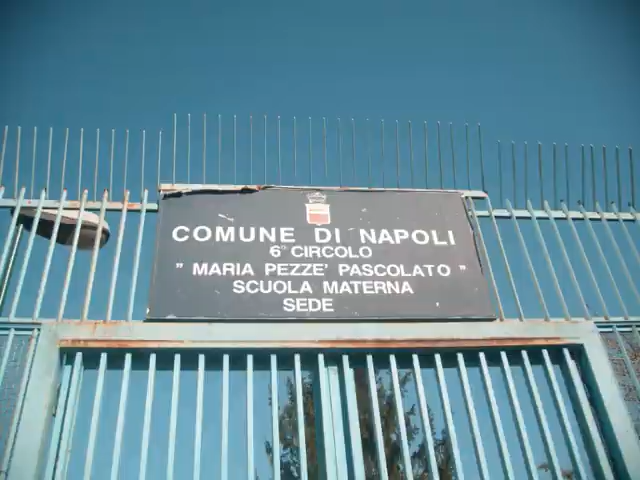 COMUNE DI NAPOLI
6° CIRCOLO
" MARIA PEZZE' PASCOLATO "
SCUOLA MATERNA
SEDE